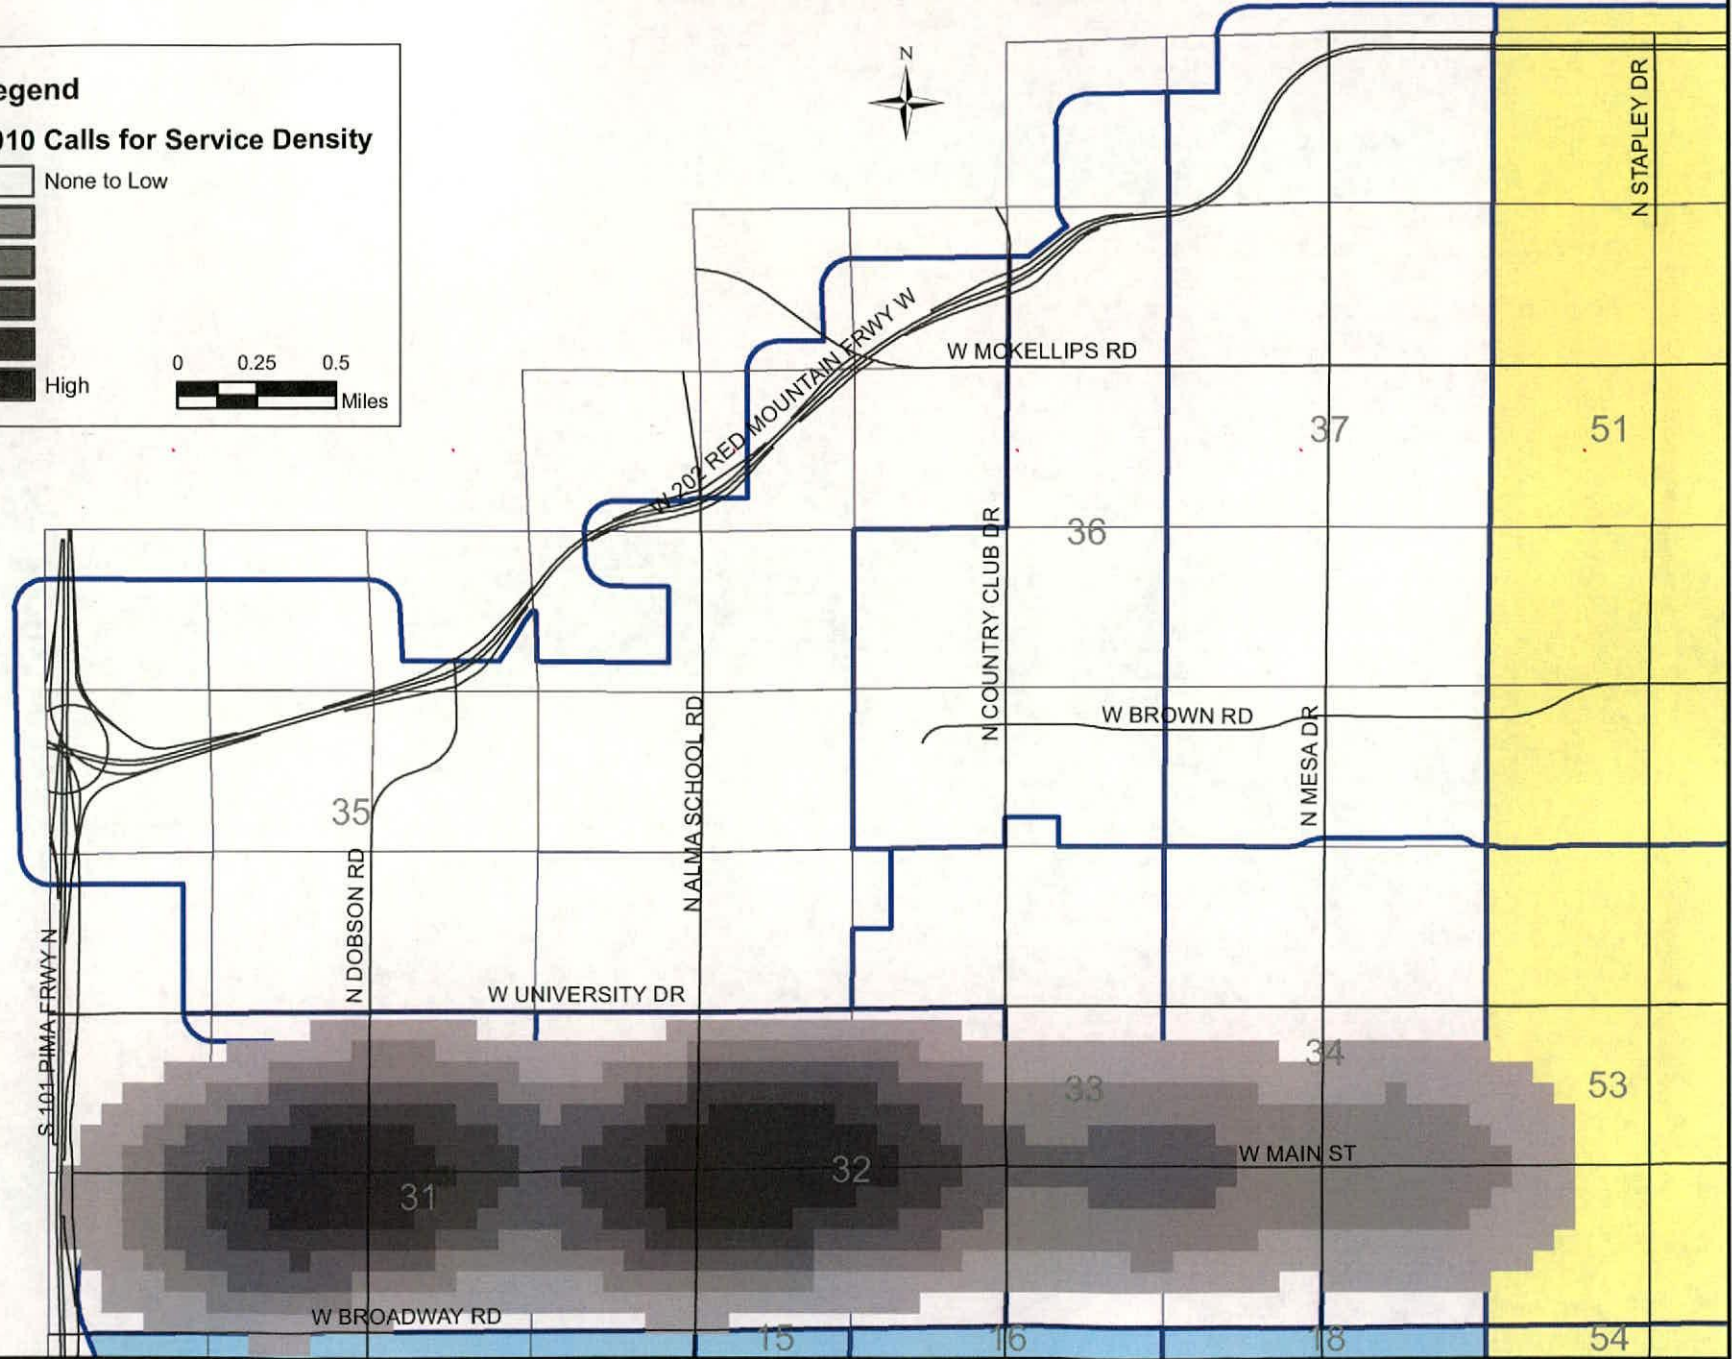 N
egend
010 Calls for Service Density
None to Low
High
0 0.25 0.5
Miles
N STAPLEY DR
W 202 RED MOUNTAIN FRWY W
W MCKELLIPS RD
37
51
36
N COUNTRY CLUB DR
W BROWN RD
N MESA DR
N ALMA SCHOOL RD
35
N DOBSON RD
S 101 PIMA FRWY N
W UNIVERSITY DR
34
33
53
W MAIN ST
32
31
W BROADWAY RD
15
16
18
54